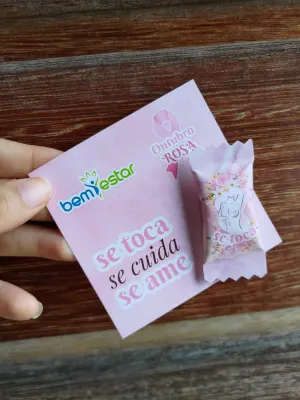 bem estar
Outubro
ROSA
se toca
se cuida
se ame
se toca